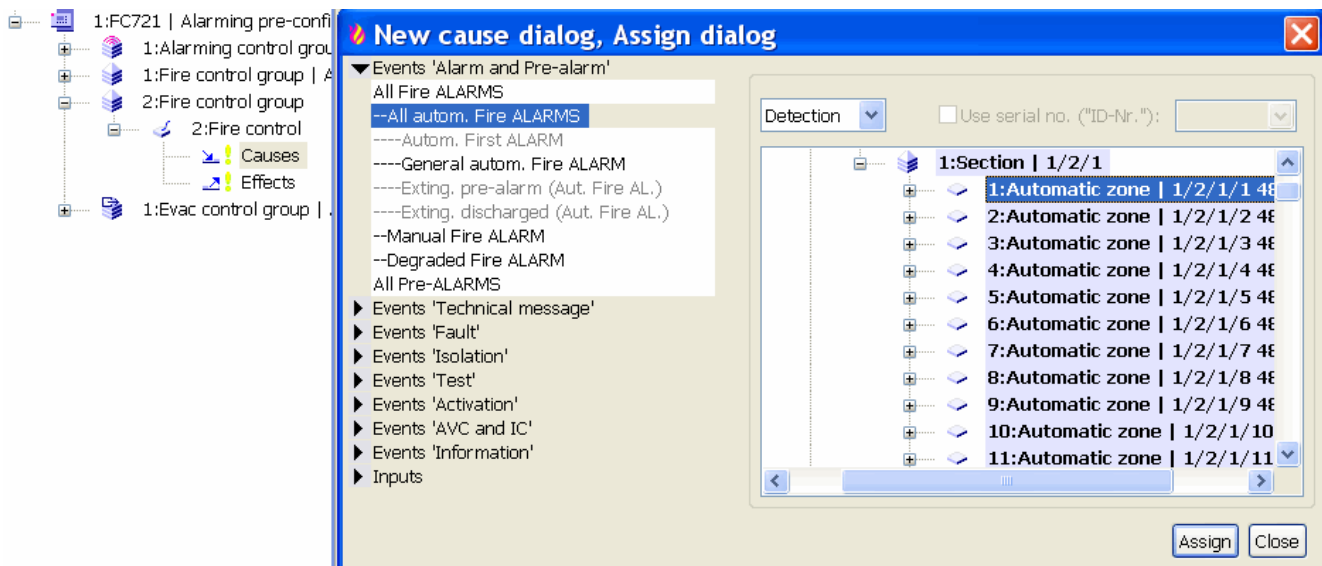 1:FC721 | Alarming pre-confi
1:Alarming control grou
1:Fire control group | A
2:Fire control group
2:Fire control
Causes
Effects
1:Evac control group | .
New cause dialog, Assign dialog
Events 'Alarm and Pre-alarm'
All Fire ALARMS
--All autom. Fire ALARMS
----Autom. First ALARM
----General autom. Fire ALARM
----Exting. pre-alarm (Aut. Fire AL.)
----Exting. discharged (Aut. Fire AL.)
--Manual Fire ALARM
--Degraded Fire ALARM
All Pre-ALARMS
Events 'Technical message'
Events 'Fault'
Events 'Isolation'
Events 'Test'
Events 'Activation'
Events 'AVC and IC'
Events 'Information'
Inputs
Detection
Use serial no. ("ID-Nr."):
1:Section | 1/2/1
1:Automatic zone | 1/2/1/1 48
2:Automatic zone | 1/2/1/2 48
3:Automatic zone | 1/2/1/3 48
4:Automatic zone | 1/2/1/4 48
5:Automatic zone | 1/2/1/5 48
6:Automatic zone | 1/2/1/6 48
7:Automatic zone | 1/2/1/7 48
8:Automatic zone | 1/2/1/8 48
9:Automatic zone | 1/2/1/9 48
10:Automatic zone | 1/2/1/10
11:Automatic zone | 1/2/1/11
Assign
Close